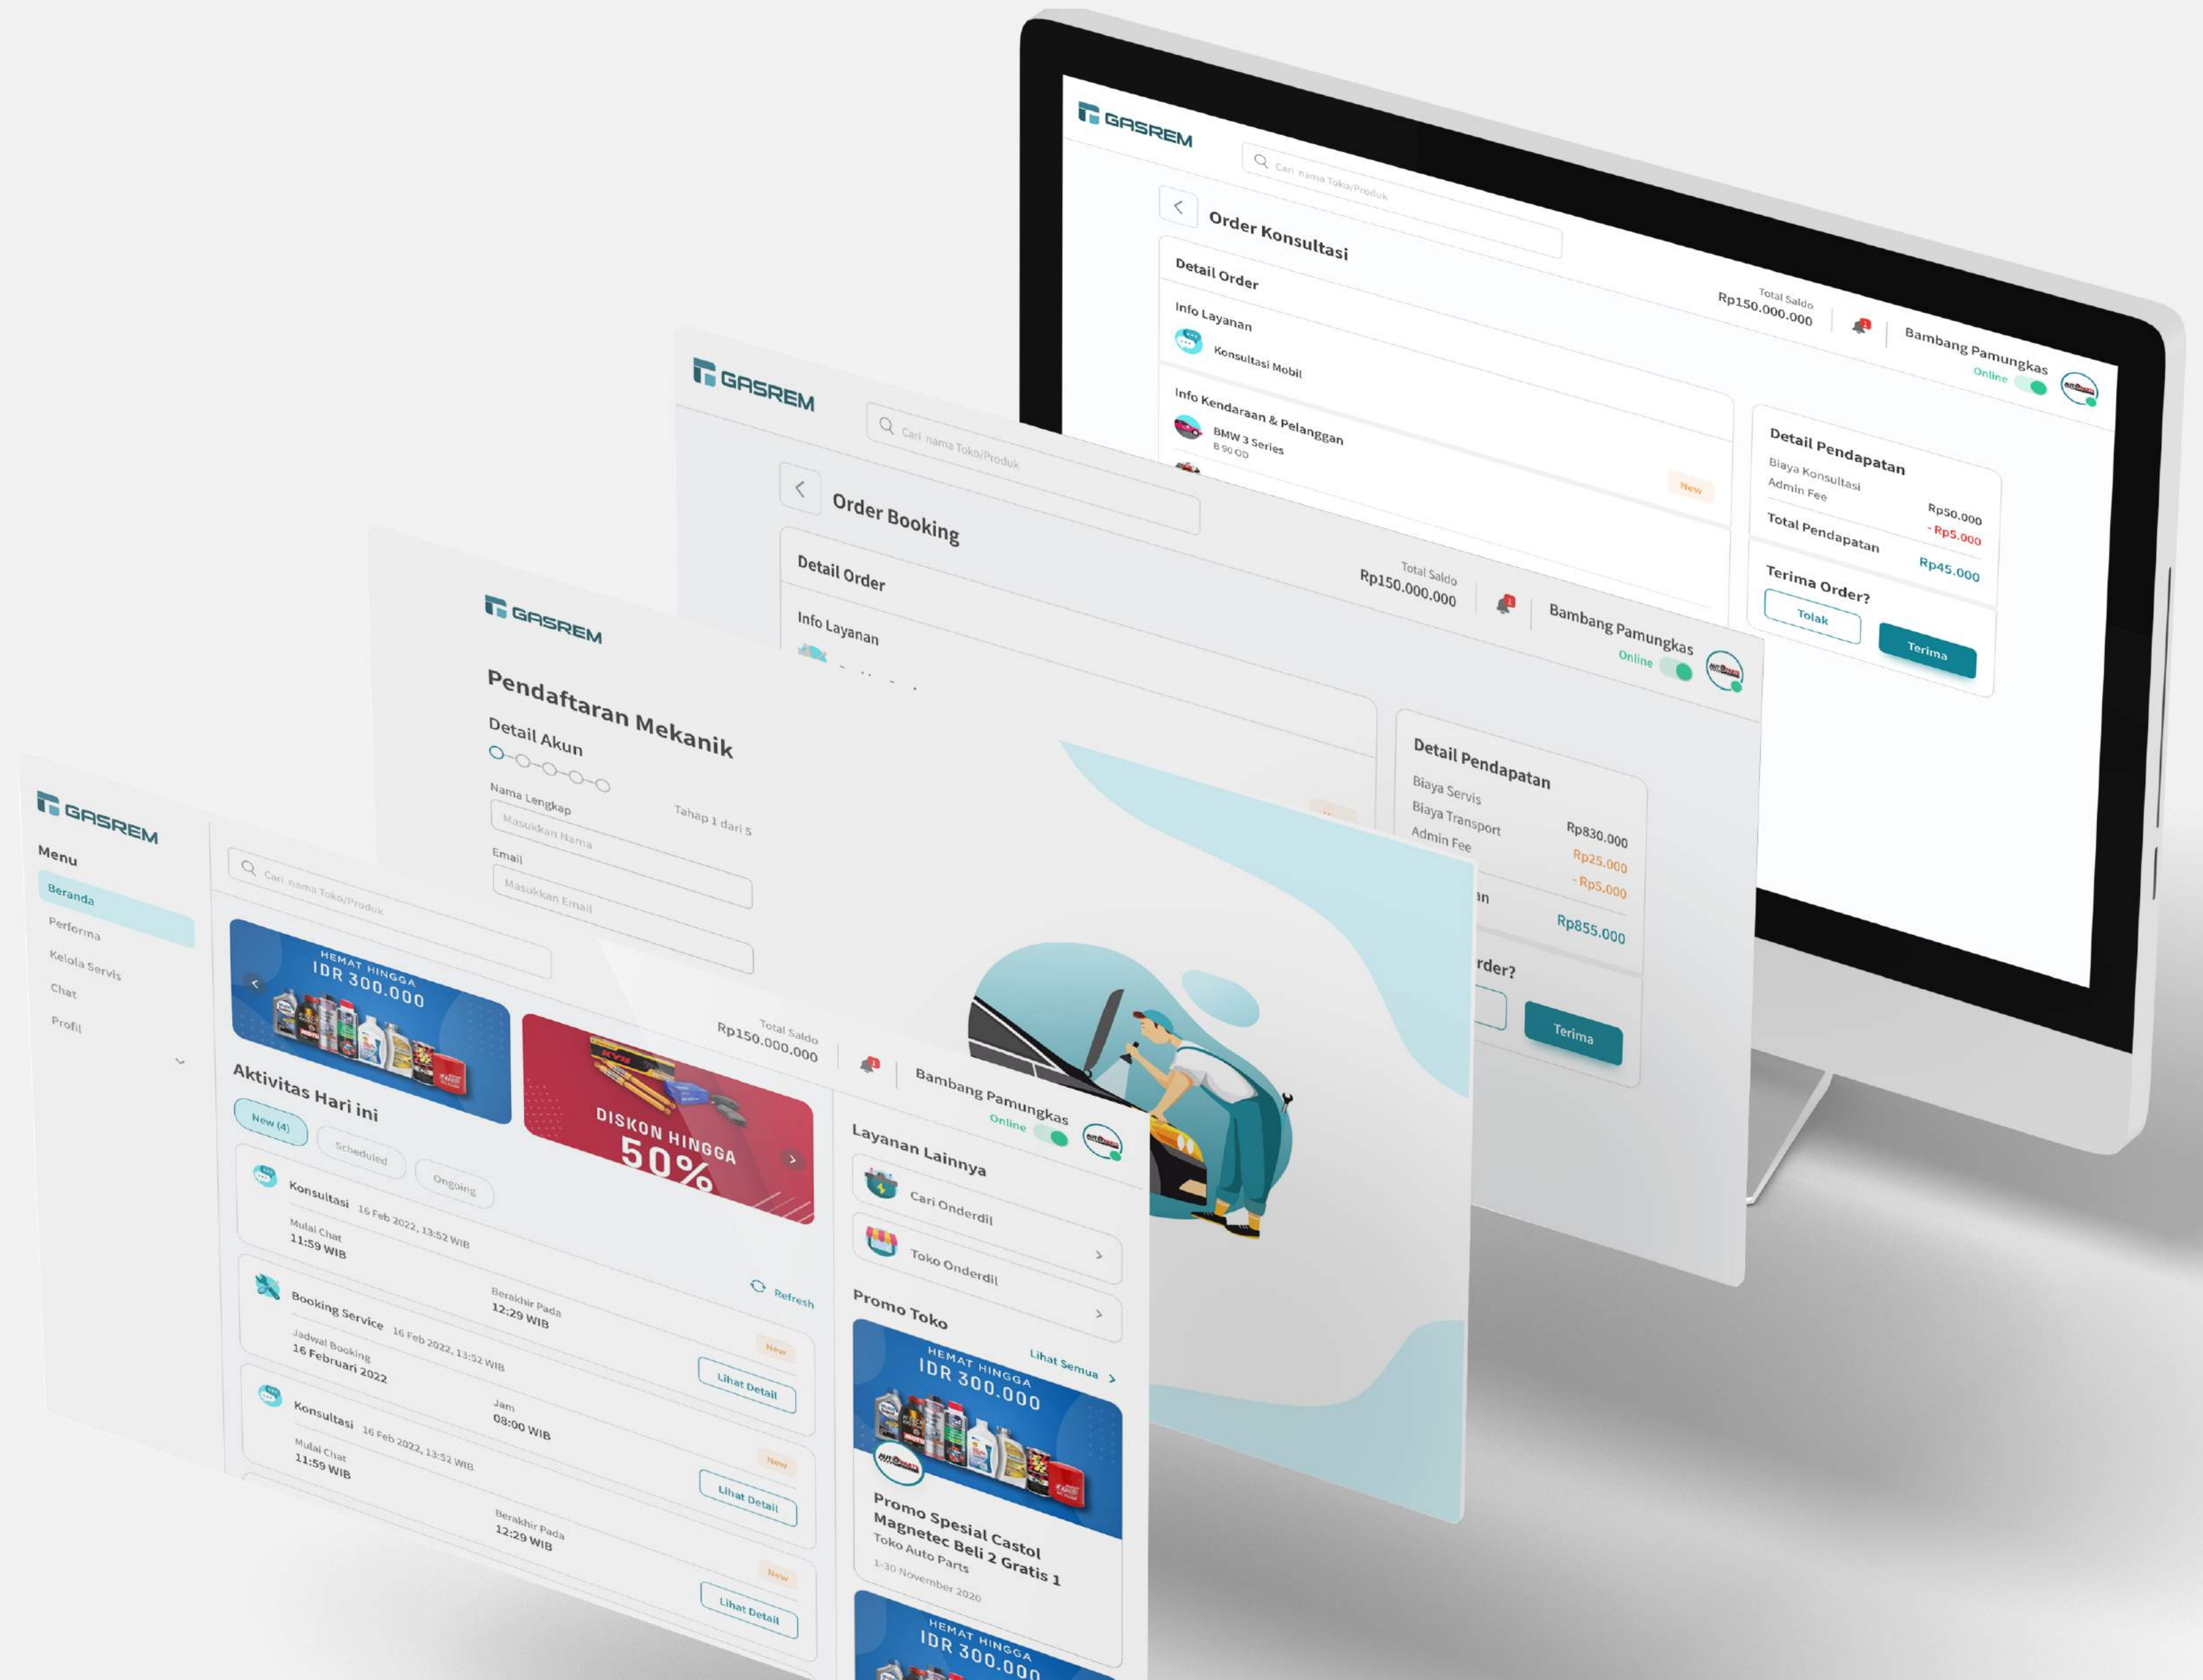 GASREM
Cari nama Toko/Produk
Total Saldo
Rp150.000.000
1
Bambang Pamungkas
Online
Order Konsultasi
Detail Order
Info Layanan
Konsultasi Mobil
Info Kendaraan & Pelanggan
BMW 3 Series
B 90 OD
New
Detail Pendapatan
Biaya Konsultasi
Rp50.000
Admin Fee
- Rp5.000
Total Pendapatan
Rp45.000
Terima Order?
Tolak
Terima
GASREM
Cari nama Toko/Produk
Total Saldo
Rp150.000.000
1
Bambang Pamungkas
Online
Order Booking
Detail Order
Info Layanan
Detail Pendapatan
Biaya Servis
Rp830.000
Biaya Transport
Rp25.000
Admin Fee
- Rp5.000
Rp855.000
Terima
GASREM
Pendaftaran Mekanik
Detail Akun
Tahap 1 dari 5
Nama Lengkap
Masukkan Nama
Email
Masukkan Email
GASREM
Menu
Beranda
Performa
Kelola Servis
Chat
Profil
Cari nama Toko/Produk
Total Saldo
Rp150.000.000
1
Bambang Pamungkas
Online
HEMAT HINGGA
IDR 300.000
KYB
DISKON HINGGA
50%
Aktivitas Hari ini
New (4)
Scheduled
Ongoing
Refresh
Konsultasi 16 Feb 2022, 13:52 WIB
New
Mulai Chat
11:59 WIB
Berakhir Pada
12:29 WIB
Lihat Detail
Booking Service 16 Feb 2022, 13:52 WIB
New
Jadwal Booking
16 Februari 2022
Jam
08:00 WIB
Lihat Detail
Konsultasi 16 Feb 2022, 13:52 WIB
New
Mulai Chat
11:59 WIB
Berakhir Pada
12:29 WIB
Lihat Detail
Layanan Lainnya
Cari Onderdil
Toko Onderdil
Promo Toko
Lihat Semua
HEMAT HINGGA
IDR 300.000
Promo Spesial Castol
Magnetec Beli 2 Gratis 1
Toko Auto Parts
1-30 November 2020
HEMAT HINGGA
IDR 300.000